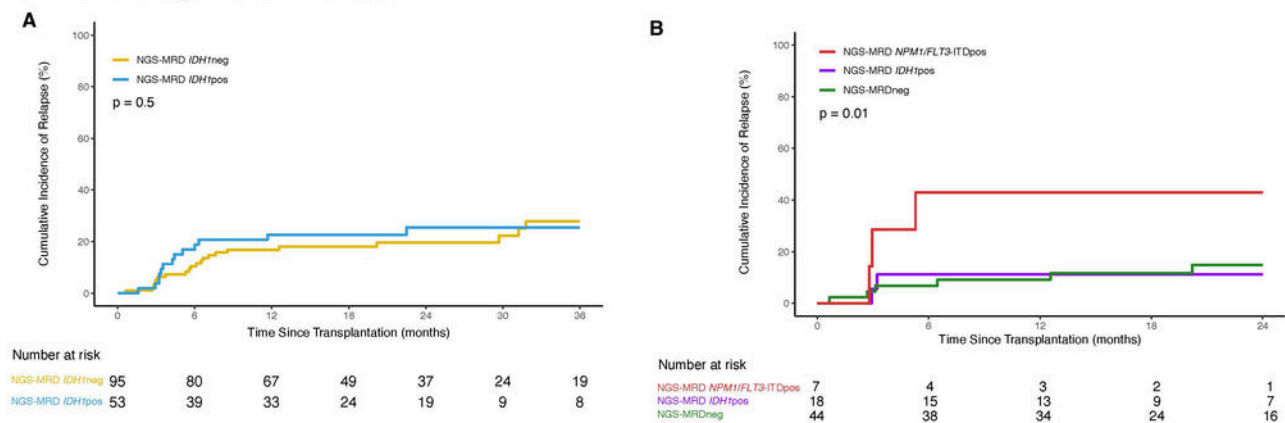 A
Cumulative Incidence of Relapse (%)
100
80
60
40
20
0
NGS-MRD IDH1neg
NGS-MRD IDH1pos
p = 0.5
0 6 12 18 24 30 36
Time Since Transplantation (months)
Number at risk
NGS-MRD IDH1neg 95 80 67 49 37 24 19
NGS-MRD IDH1pos 53 39 33 24 19 9 8
B
Cumulative Incidence of Relapse (%)
100
80
60
40
20
0
NGS-MRD NPM1/FLT3-ITDpos
NGS-MRD IDH1pos
NGS-MRDneg
p = 0.01
0 6 12 18 24
Time Since Transplantation (months)
Number at risk
NGS-MRD NPM1/FLT3-ITDpos 7 4 3 2 1
NGS-MRD IDH1pos 18 15 13 9 7
NGS-MRDneg 44 38 34 24 16